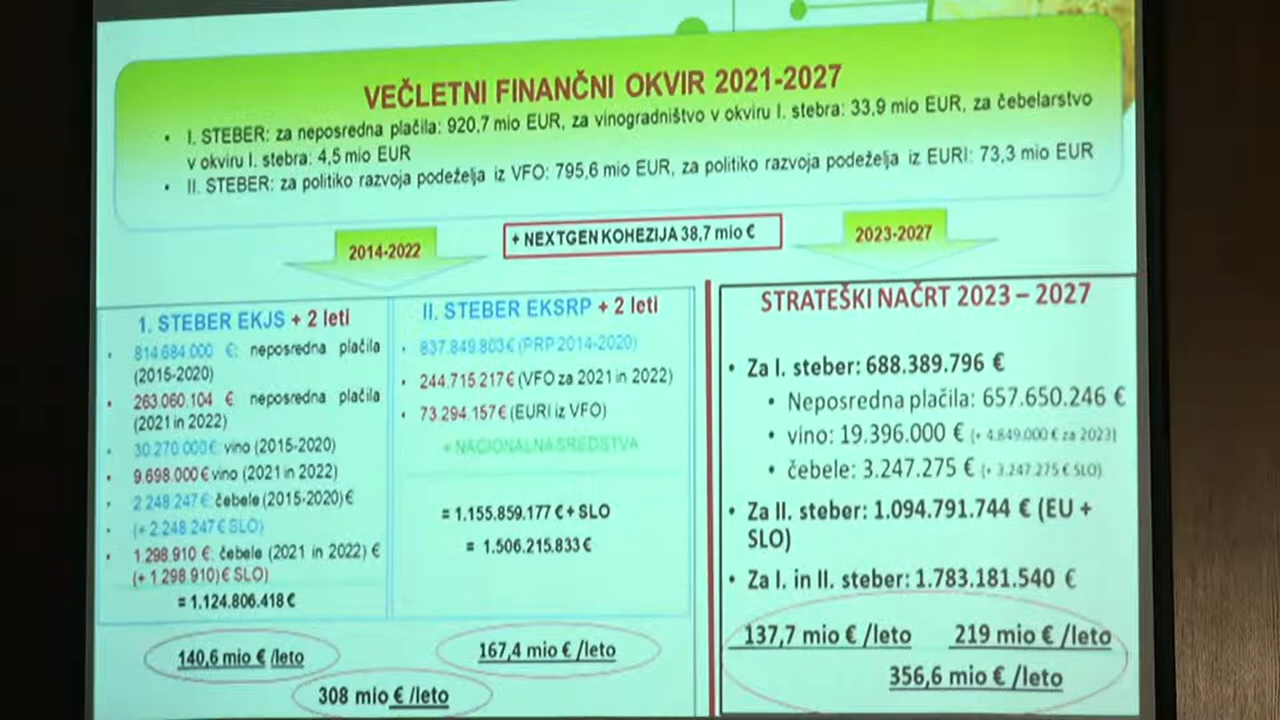 VEČLETNI FINANČNI OKVIR 2021-2027
• I. STEBER: za neposredna plačila: 920,7 mio EUR, za vinogradništvo v okviru I. stebra: 33,9 mio EUR, za čebelarstvo
v okviru I. stebra: 4,5 mio EUR
• II. STEBER: za politiko razvoja podeželja iz VFO: 795,6 mio EUR, za politiko razvoja podeželja iz EURI: 73,3 mio EUR
2014-2022
+ NEXTGEN KOHEZIJA 38,7 mio €
2023-2027
1. STEBER EKJS + 2 leti
• 814 684 000 €: neposredna plačila
(2015-2020)
• 263.060.104 € neposredna plačila
(2021 in 2022)
• 30.270.000 €: vino (2015-2020)
• 9.698.000 € vino (2021 in 2022)
• 2 248 247 €: čebele (2015-2020) €
• (+ 2.248 247 € SLO)
• 1.298.910 €: čebele (2021 in 2022) €
(+ 1 298 910) € SLO)
= 1.124.806.418 €
140,6 mio € /leto
II. STEBER EKSRP + 2 leti
• 837.849.803 € (PRP 2014-2020)
• 244.715.217 € (VFO za 2021 in 2022)
• 73.294.157 € (EURI iz VFO)
+ NACIONALNA SREDSTVA
= 1.155.859.177 € + SLO
= 1.506.215.833 €
167,4 mio € /leto
308 mio € /leto
STRATEŠKI NAČRT 2023 – 2027
• Za I. steber: 688.389.796 €
• Neposredna plačila: 657.650.246 €
• vino: 19.396.000 € (+ 4.849.000 € za 2023)
• čebele: 3.247.275 € (+ 3.247.275 € SLO)
• Za II. steber: 1.094.791.744 € (EU +
SLO)
• Za I. in II. steber: 1.783.181.540 €
137,7 mio € /leto 219 mio € /leto
356,6 mio € /leto